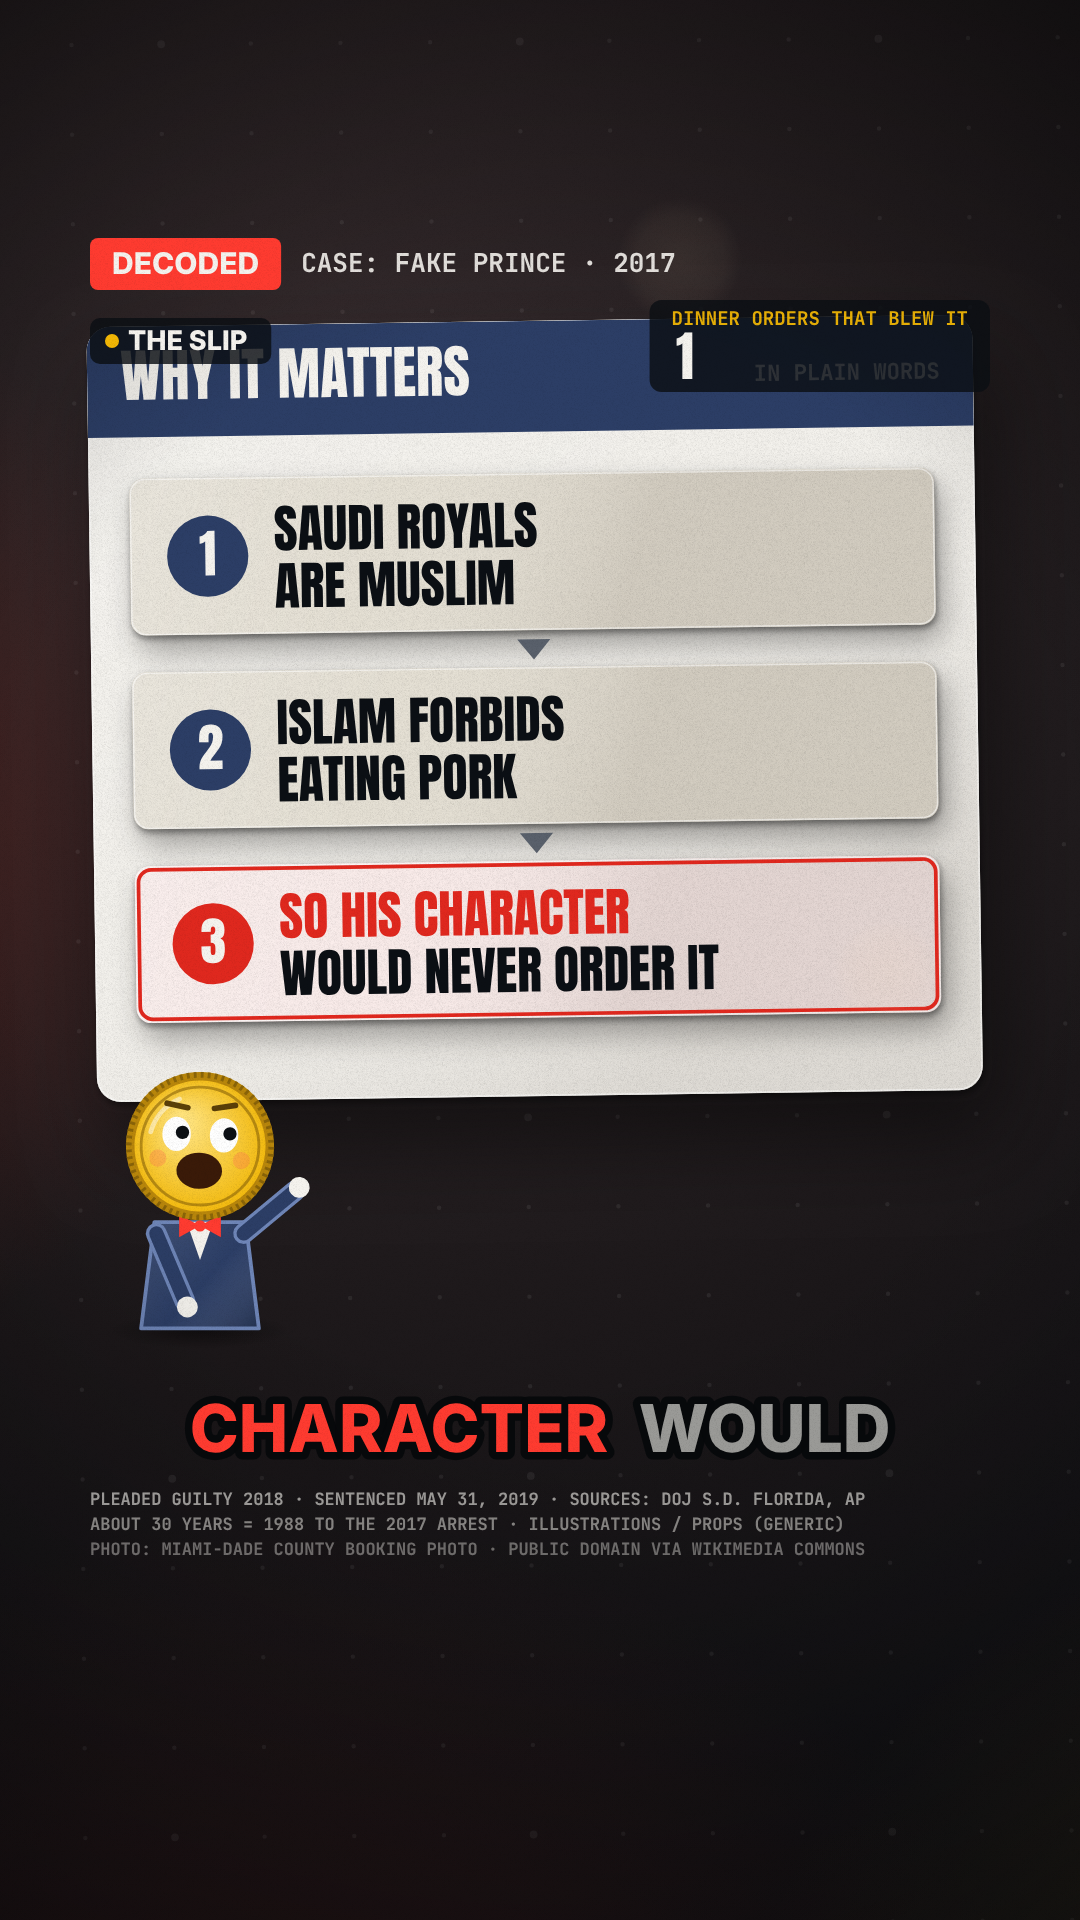 DECODED
CASE: FAKE PRINCE · 2017
THE SLIP
DINNER ORDERS THAT BLEW IT
1
WHY IT MATTERS
IN PLAIN WORDS
1
SAUDI ROYALS
ARE MUSLIM
2
ISLAM FORBIDS
EATING PORK
3
SO HIS CHARACTER
WOULD NEVER ORDER IT
CHARACTER WOULD
PLEADED GUILTY 2018 · SENTENCED MAY 31, 2019 · SOURCES: DOJ S.D. FLORIDA, AP
ABOUT 30 YEARS = 1988 TO THE 2017 ARREST · ILLUSTRATIONS / PROPS (GENERIC)
PHOTO: MIAMI-DADE COUNTY BOOKING PHOTO · PUBLIC DOMAIN VIA WIKIMEDIA COMMONS